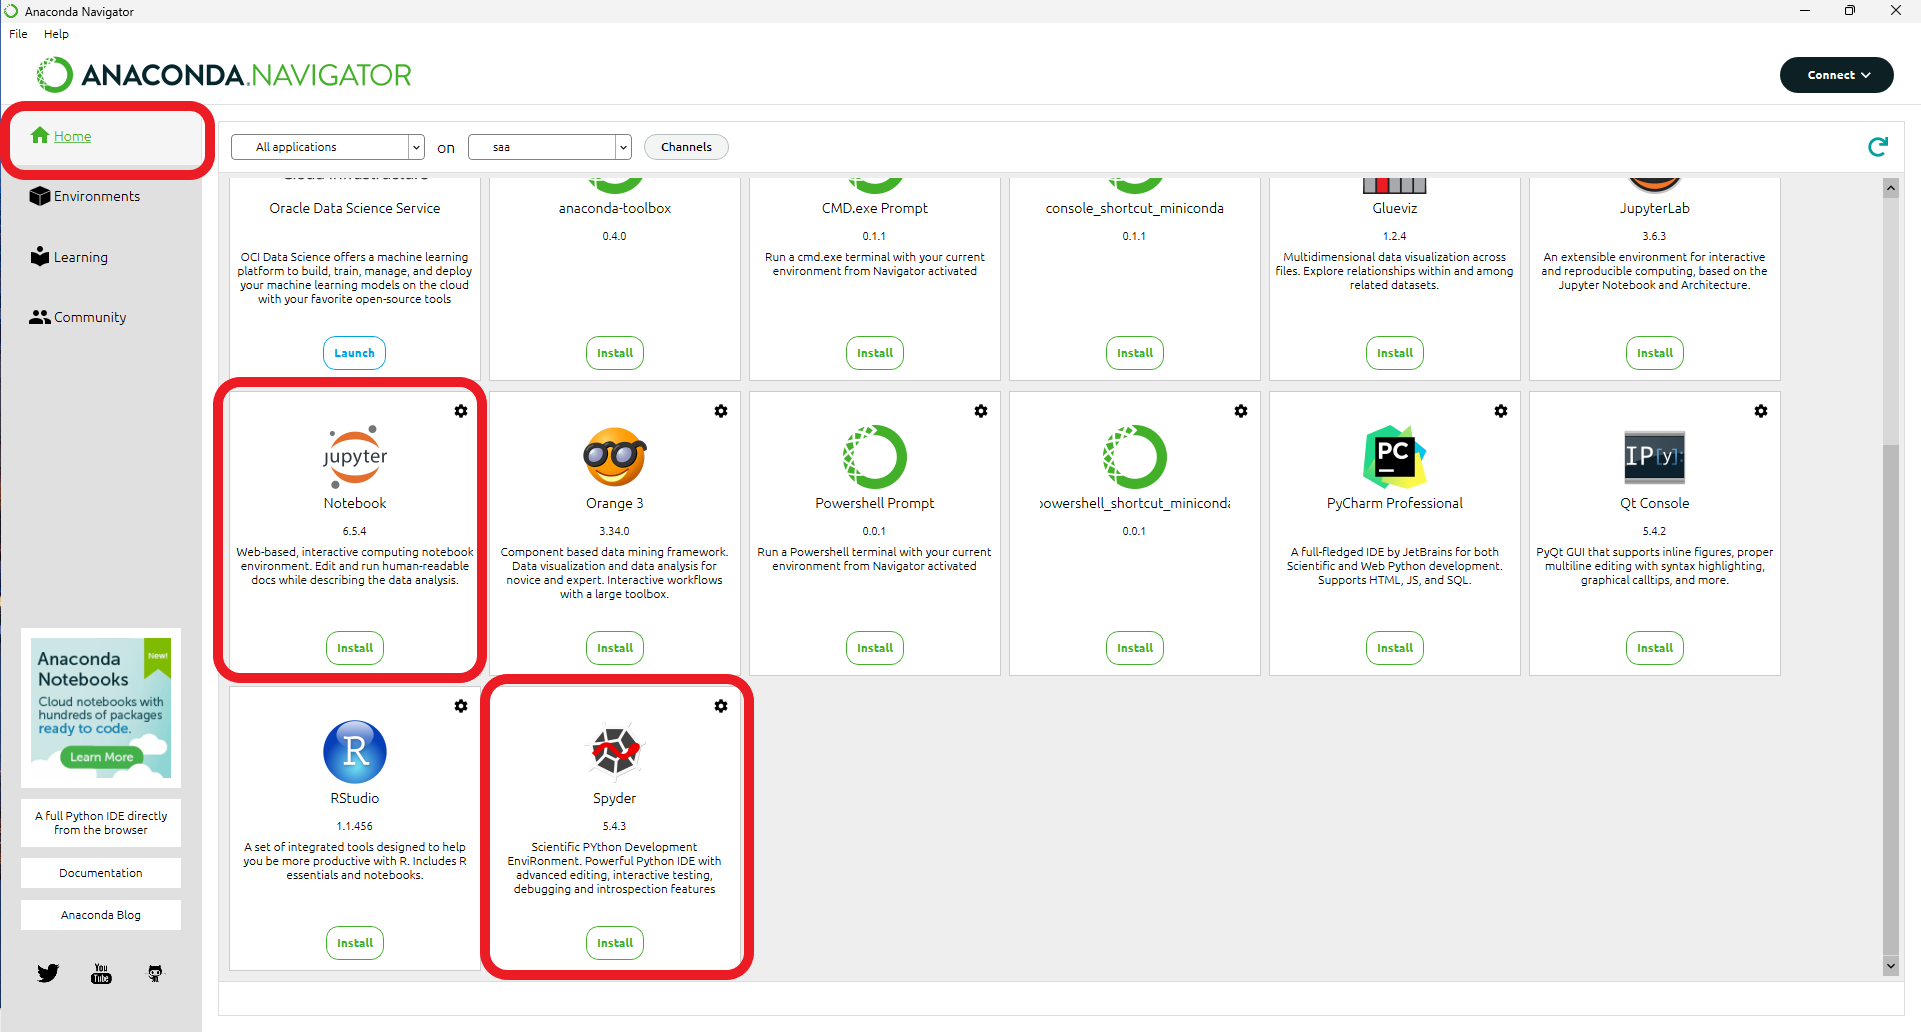 Anaconda Navigator
File Help
ANACONDA.NAVIGATOR
Connect
Home
Environments
Learning
Community
All applications on saa Channels
Oracle Data Science Service
OCI Data Science offers a machine learning
platform to build, train, manage, and deploy
your machine learning models on the cloud
with your favorite open-source tools
Launch
anaconda-toolbox
0.4.0
Install
CMD.exe Prompt
0.1.1
Run a cmd.exe terminal with your current
environment from Navigator activated
Install
console_shortcut_miniconda
0.1.1
Install
Glueviz
1.2.4
Multidimensional data visualization across
files. Explore relationships within and among
related datasets.
Install
JupyterLab
3.6.3
An extensible environment for interactive
and reproducible computing, based on the
Jupyter Notebook and Architecture.
Install
jupyter
Notebook
6.5.4
Web-based, interactive computing notebook
environment. Edit and run human-readable
docs while describing the data analysis.
Install
Orange 3
3.34.0
Component based data mining framework.
Data visualization and data analysis for
novice and expert. Interactive workflows
with a large toolbox.
Install
Powershell Prompt
0.0.1
Run a Powershell terminal with your current
environment from Navigator activated
Install
powershell_shortcut_miniconda
0.0.1
Install
PC
PyCharm Professional
A full-fledged IDE by JetBrains for both
Scientific and Web Python development.
Supports HTML, JS, and SQL.
Install
IP[y]:
Qt Console
5.4.2
PyQt GUI that supports inline figures, proper
multiline editing with syntax highlighting,
graphical calltips, and more.
Install
R
RStudio
1.1.456
A set of integrated tools designed to help
you be more productive with R. Includes R
essentials and notebooks.
Install
Spyder
5.4.3
Scientific PYthon Development
EnviRonment. Powerful Python IDE with
advanced editing, interactive testing,
debugging and introspection features
Install
New!
Anaconda
Notebooks
Cloud notebooks with
hundreds of packages
ready to code.
Learn More
A full Python IDE directly
from the browser
Documentation
Anaconda Blog
You
Tube